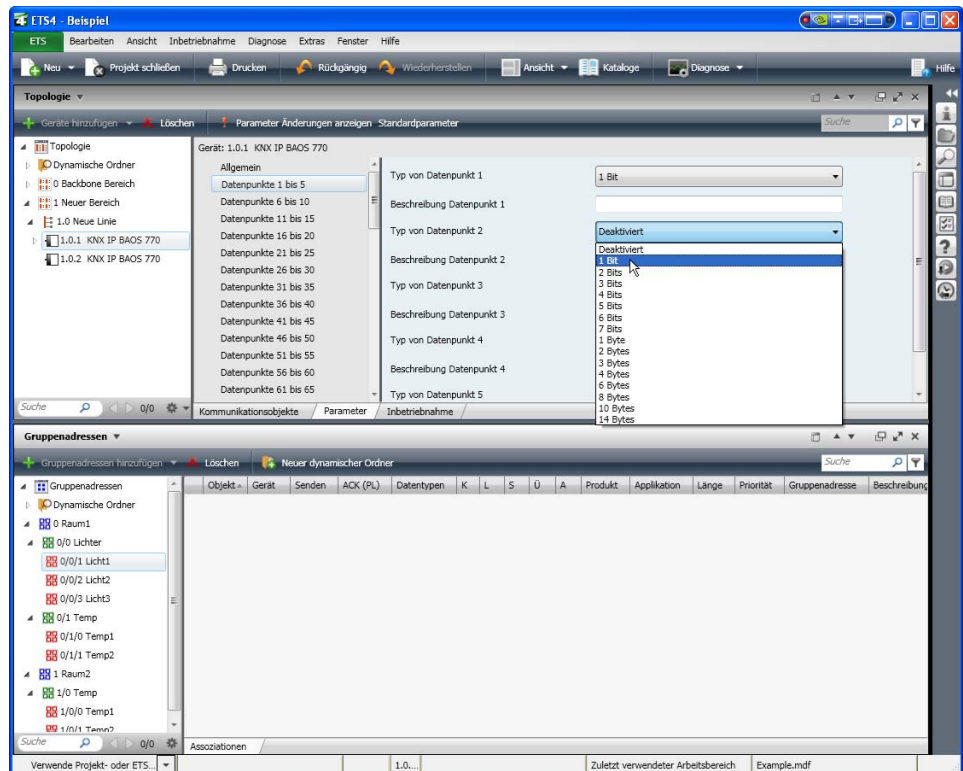 ETS4 - Beispiel
ETS Bearbeiten Ansicht Inbetriebnahme Diagnose Extras Fenster Hilfe
Neu Projekt schließen Drucken Rückgängig Wiederherstellen Ansicht Kataloge Diagnose Hilfe
Topologie
Geräte hinzufügen Löschen Parameter Änderungen anzeigen Standardparameter Suche
Topologie
Dynamische Ordner
0 Backbone Bereich
1 Neuer Bereich
1.0 Neue Linie
1.0.1 KNX IP BAOS 770
1.0.2 KNX IP BAOS 770
Suche 0/0
Gerät: 1.0.1 KNX IP BAOS 770
Allgemein
Datenpunkte 1 bis 5
Datenpunkte 6 bis 10
Datenpunkte 11 bis 15
Datenpunkte 16 bis 20
Datenpunkte 21 bis 25
Datenpunkte 26 bis 30
Datenpunkte 31 bis 35
Datenpunkte 36 bis 40
Datenpunkte 41 bis 45
Datenpunkte 46 bis 50
Datenpunkte 51 bis 55
Datenpunkte 56 bis 60
Datenpunkte 61 bis 65
Typ von Datenpunkt 1 1 Bit
Beschreibung Datenpunkt 1
Typ von Datenpunkt 2 Deaktiviert
Beschreibung Datenpunkt 2
Typ von Datenpunkt 3
Beschreibung Datenpunkt 3
Typ von Datenpunkt 4
Beschreibung Datenpunkt 4
Typ von Datenpunkt 5
Deaktiviert
1 Bit
2 Bits
3 Bits
4 Bits
5 Bits
6 Bits
7 Bits
1 Byte
2 Bytes
3 Bytes
4 Bytes
6 Bytes
8 Bytes
10 Bytes
14 Bytes
Kommunikationsobjekte Parameter Inbetriebnahme
Gruppenadressen
Gruppenadressen hinzufügen Löschen Neuer dynamischer Ordner Suche
Gruppenadressen
Dynamische Ordner
0 Raum1
0/0 Lichter
0/0/1 Licht1
0/0/2 Licht2
0/0/3 Licht3
0/1 Temp
0/1/0 Temp1
0/1/1 Temp2
1 Raum2
1/0 Temp
1/0/0 Temp1
1/0/1 Temp2
Suche 0/0
Objekt Gerät Senden ACK (PL) Datentypen K L S Ü A Produkt Applikation Länge Priorität Gruppenadresse Beschreibung
Assoziationen
Verwende Projekt- oder ETS... 1.0.... Zuletzt verwendeter Arbeitsbereich Example.mdf